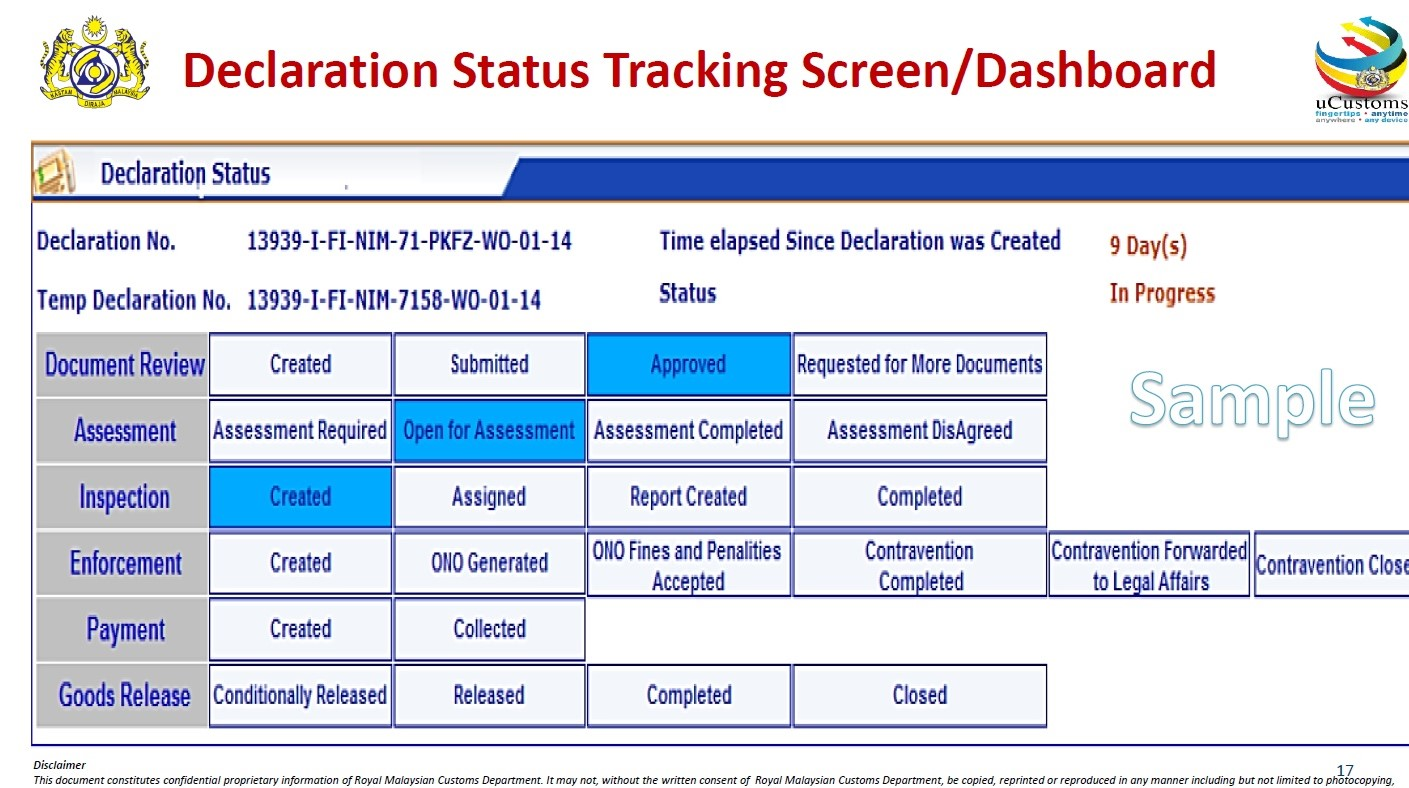 Declaration Status Tracking Screen/Dashboard
KASTAM DIRAJA MALAYSIA
uCustoms
fingertips • anytime
anywhere • any device
Declaration Status
Declaration No. 13939-I-FI-NIM-71-PKFZ-WO-01-14 Time elapsed Since Declaration was Created 9 Day(s)
Temp Declaration No. 13939-I-FI-NIM-7158-WO-01-14 Status In Progress
Document Review Created Submitted Approved Requested for More Documents
Sample
Assessment Assessment Required Open for Assessment Assessment Completed Assessment DisAgreed
Inspection Created Assigned Report Created Completed
Enforcement Created ONO Generated ONO Fines and Penalities Accepted Contravention Completed Contravention Forwarded to Legal Affairs Contravention Close
Payment Created Collected
Goods Release Conditionally Released Released Completed Closed
Disclaimer
17
This document constitutes confidential proprietary information of Royal Malaysian Customs Department. It may not, without the written consent of Royal Malaysian Customs Department, be copied, reprinted or reproduced in any manner including but not limited to photocopying,